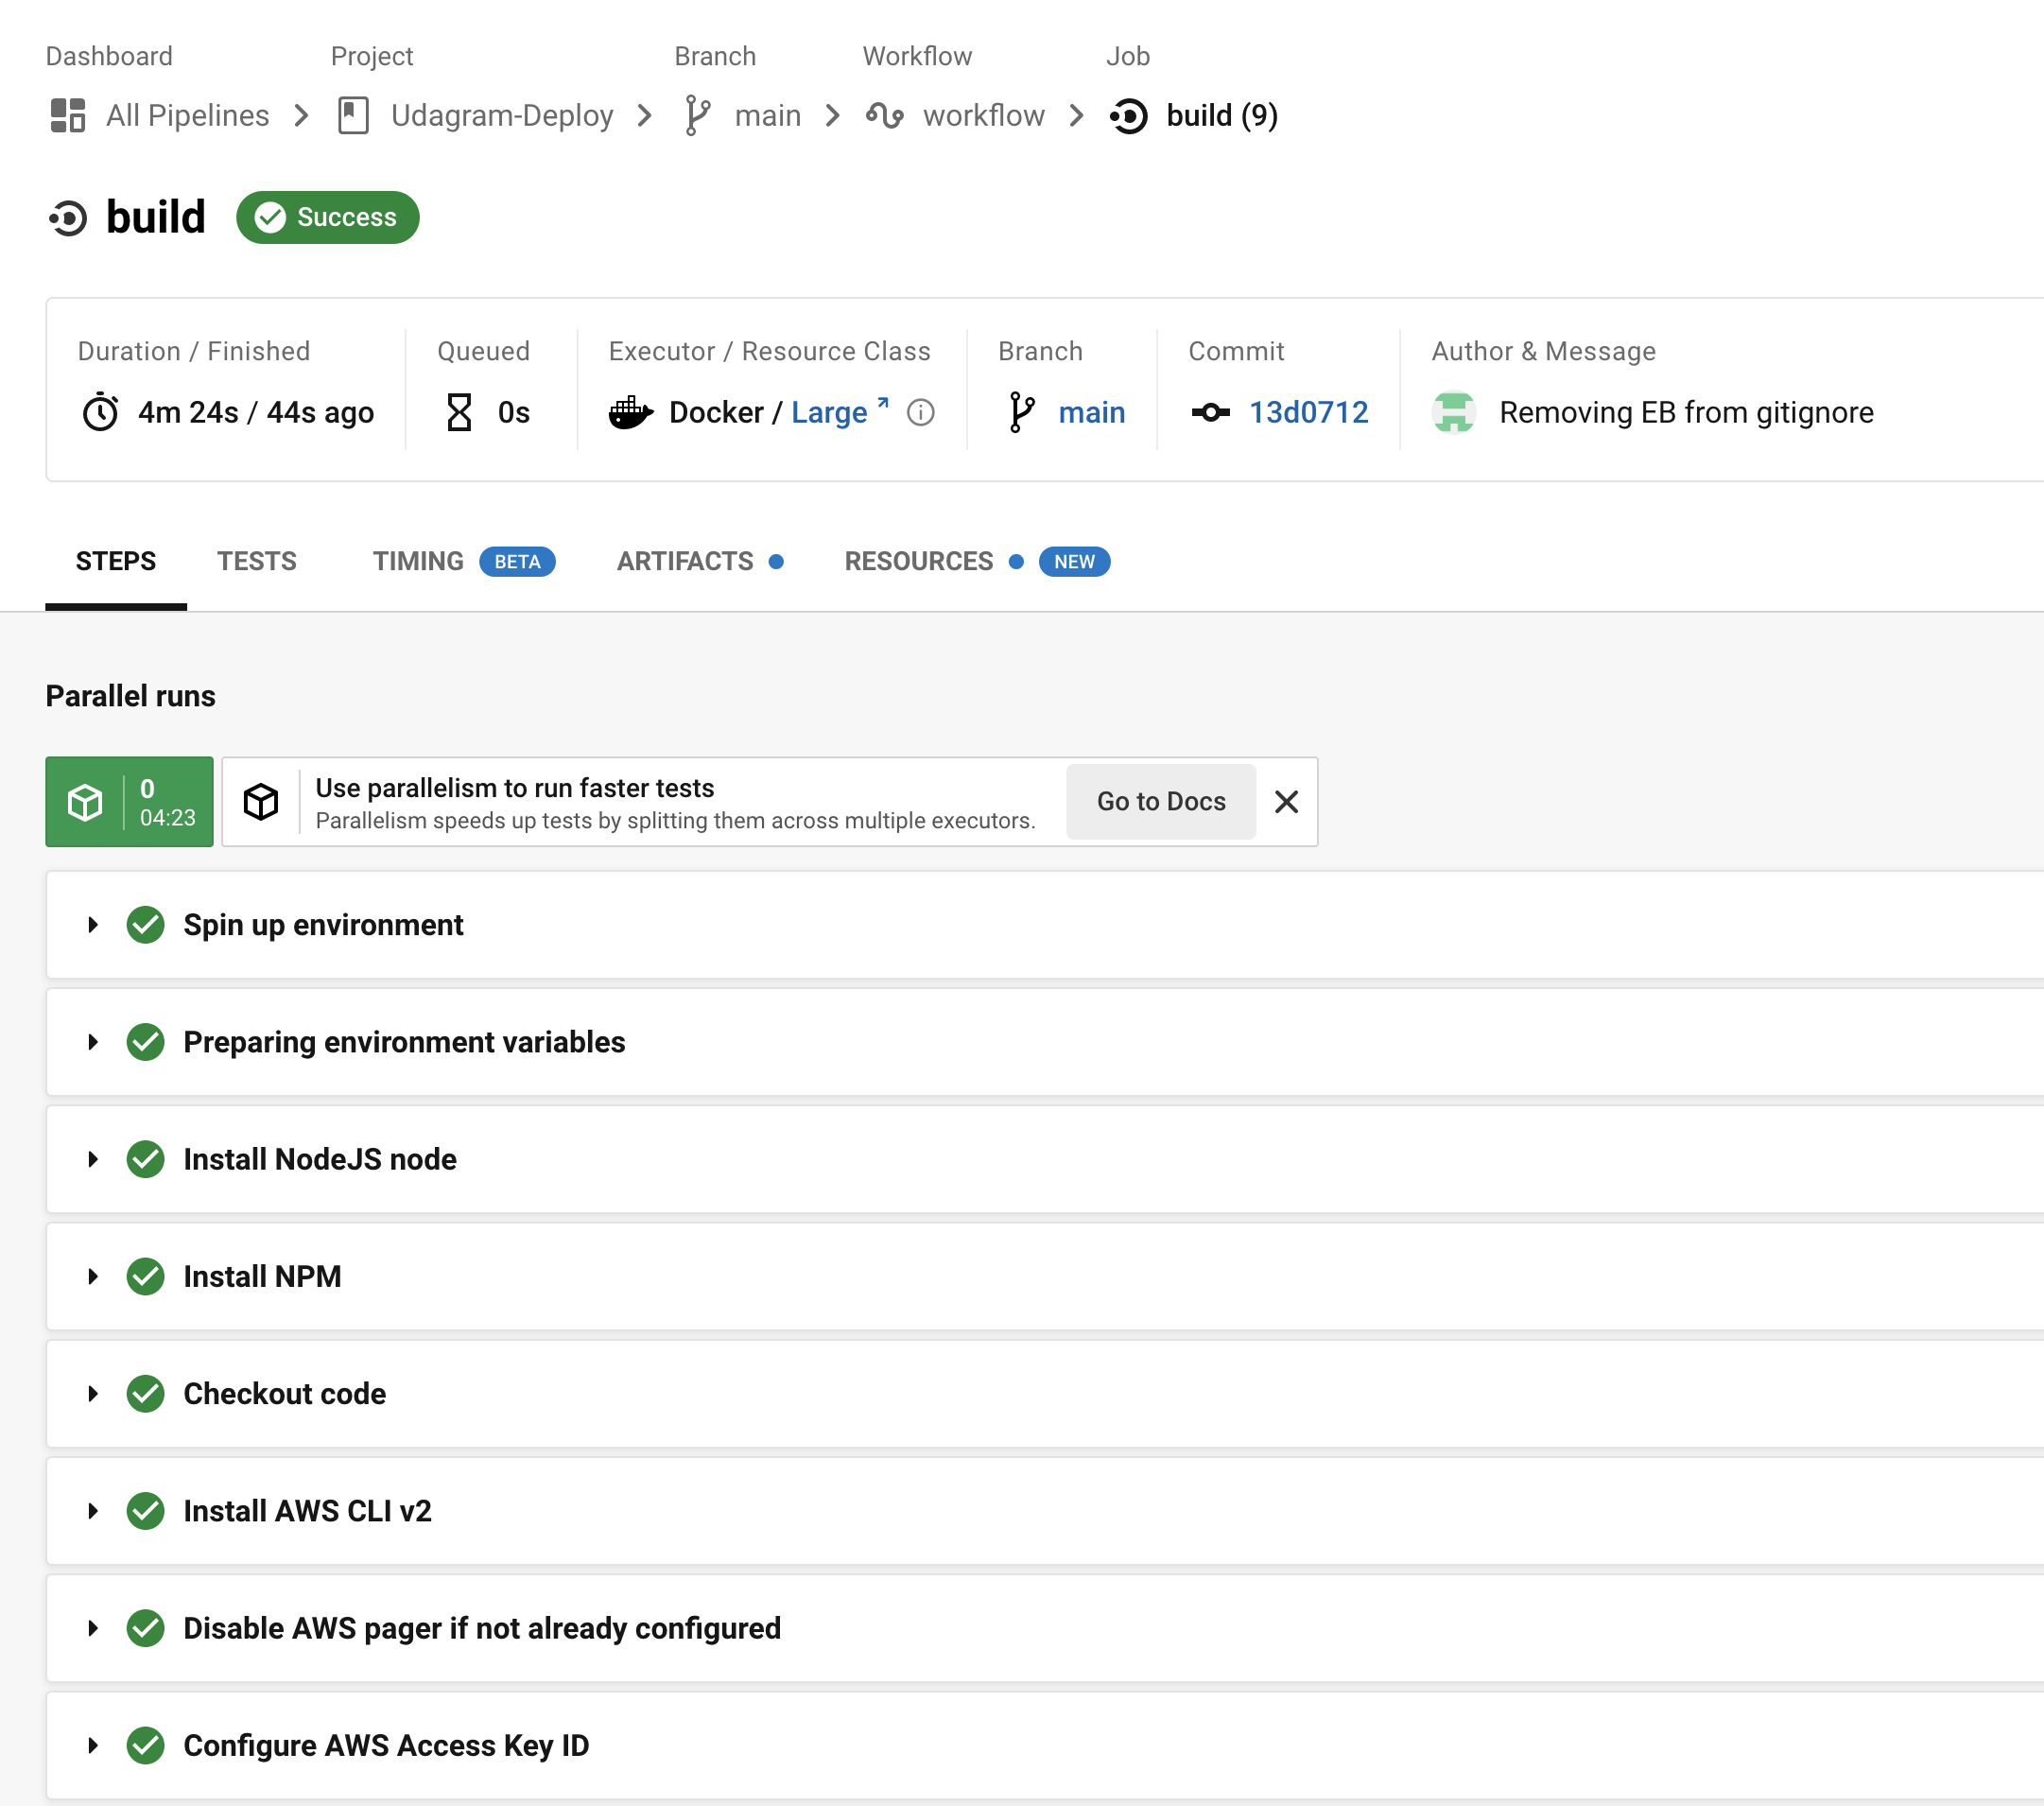 Dashboard Project Branch Workflow Job
All Pipelines Udagram-Deploy main workflow build (9)
build Success
Duration / Finished Queued Executor / Resource Class Branch Commit Author & Message
4m 24s / 44s ago 0s Docker / Large main 13d0712 Removing EB from gitignore
STEPS TESTS TIMING BETA ARTIFACTS RESOURCES NEW
Parallel runs
0
04:23
Use parallelism to run faster tests
Parallelism speeds up tests by splitting them across multiple executors.
Go to Docs
Spin up environment
Preparing environment variables
Install NodeJS node
Install NPM
Checkout code
Install AWS CLI v2
Disable AWS pager if not already configured
Configure AWS Access Key ID